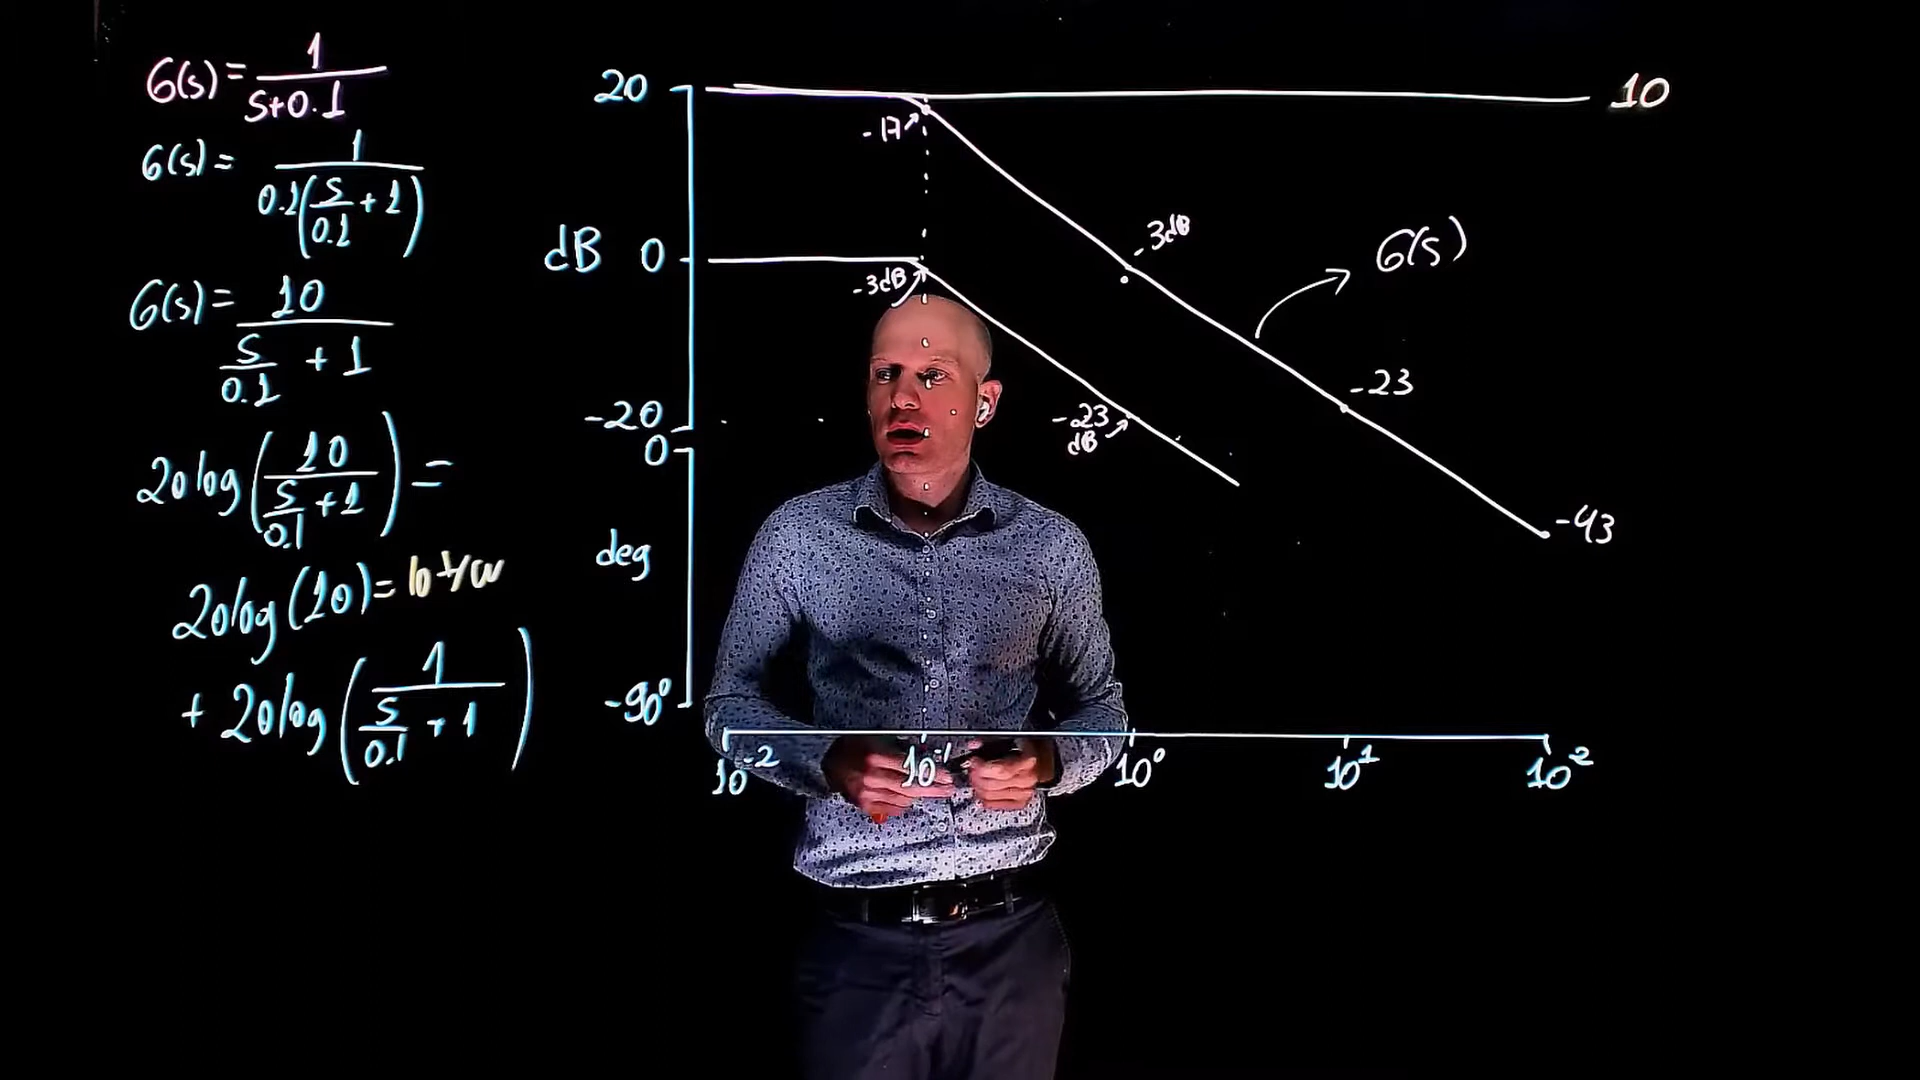 G(s) = 1 / (s+0.1)
G(s) = 1 / (0.1(s/0.1 + 1))
G(s) = 10 / (s/0.1 + 1)
20log(10 / (s/0.1 + 1)) =
20log(10) =
+ 20log(1 / (s/0.1 + 1))
20
10
-17
-3dB
G(s)
dB
0
-3dB
-23
-20
-23
dB
0
-43
deg
-90°
10^-2
10^-1
10^0
10^1
10^2